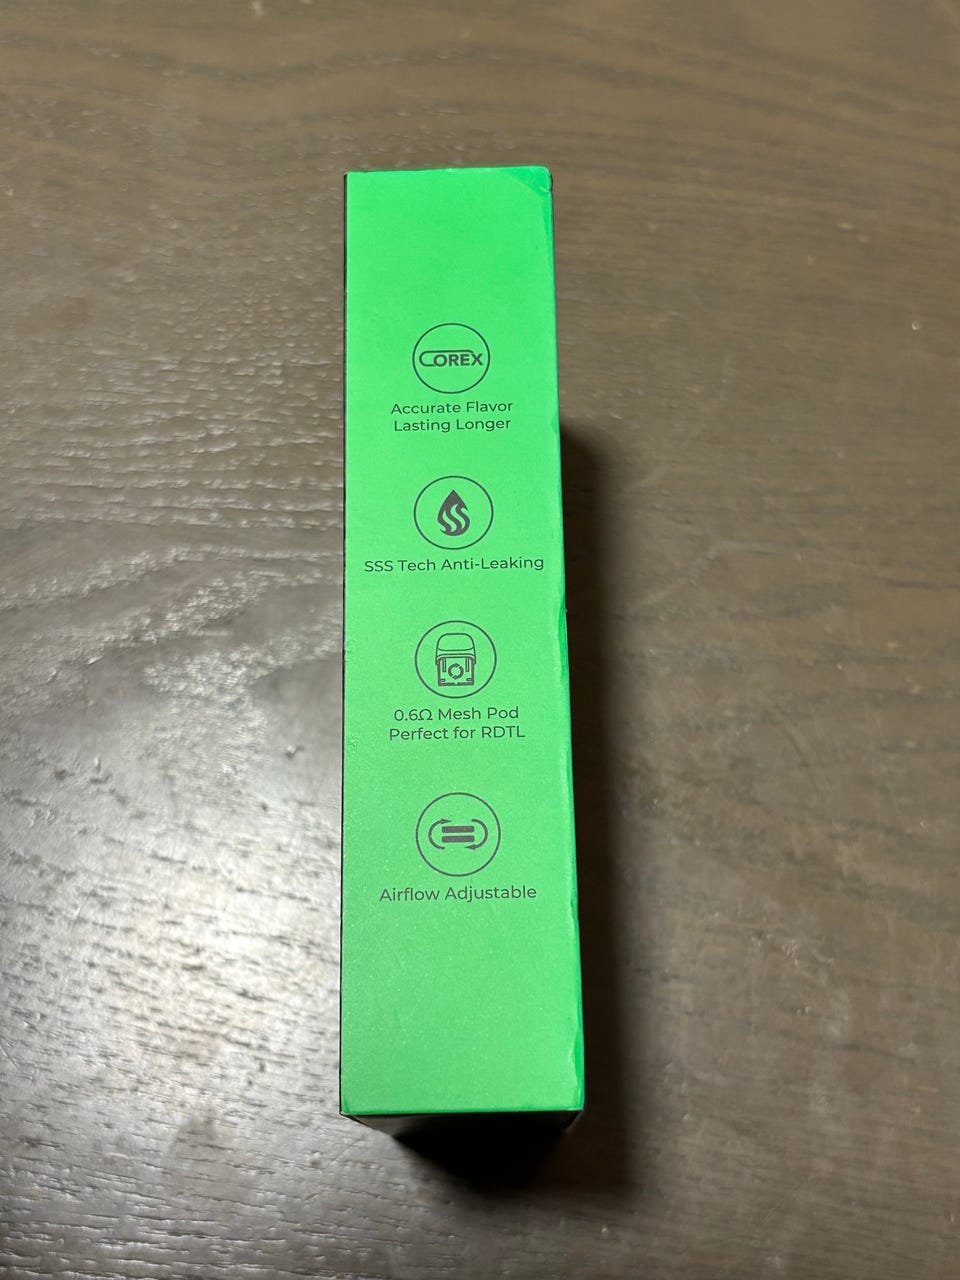 COREX
Accurate Flavor
Lasting Longer
SSS Tech Anti-Leaking
0.6Ω Mesh Pod
Perfect for RDTL
Airflow Adjustable